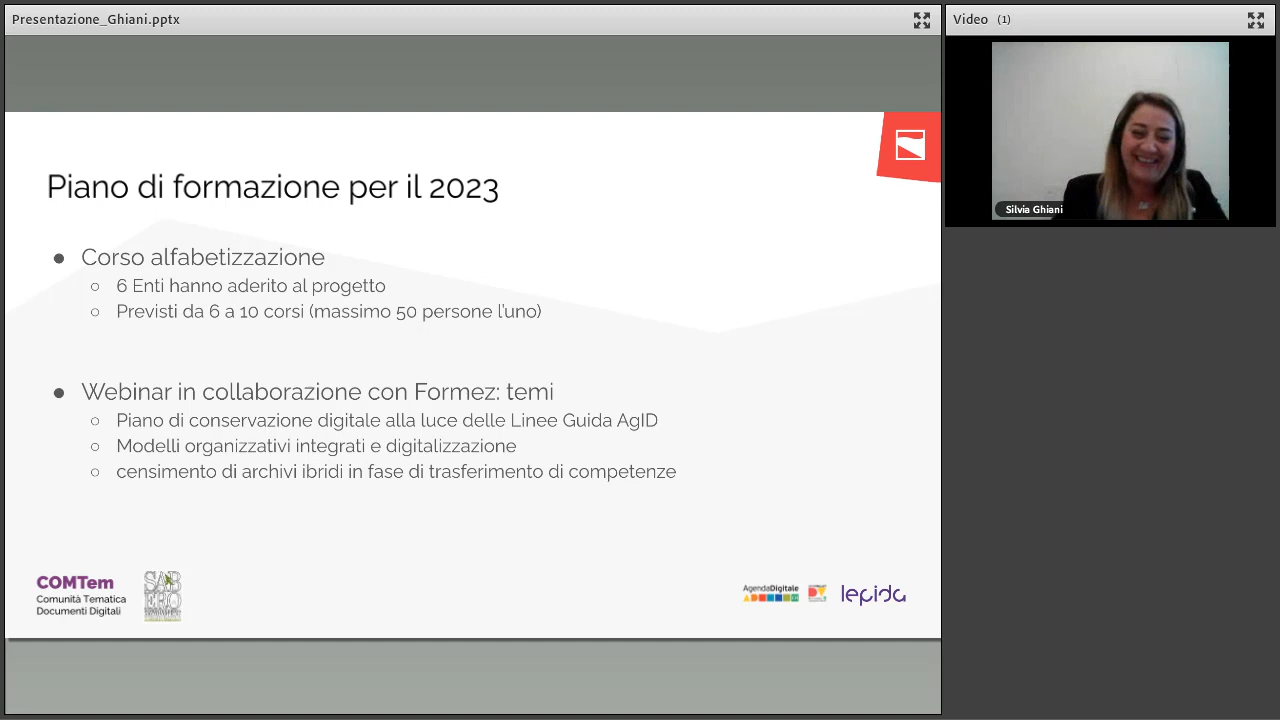 Presentazione_Ghiani.pptx
Video (1)
Piano di formazione per il 2023
● Corso alfabetizzazione
○ 6 Enti hanno aderito al progetto
○ Previsti da 6 a 10 corsi (massimo 50 persone l'uno)
● Webinar in collaborazione con Formez: temi
○ Piano di conservazione digitale alla luce delle Linee Guida AgID
○ Modelli organizzativi integrati e digitalizzazione
○ censimento di archivi ibridi in fase di trasferimento di competenze
COMTem
Comunità Tematica
Documenti Digitali
SAB
ERO
AgendaDigitale
lepida
Silvia Ghiani